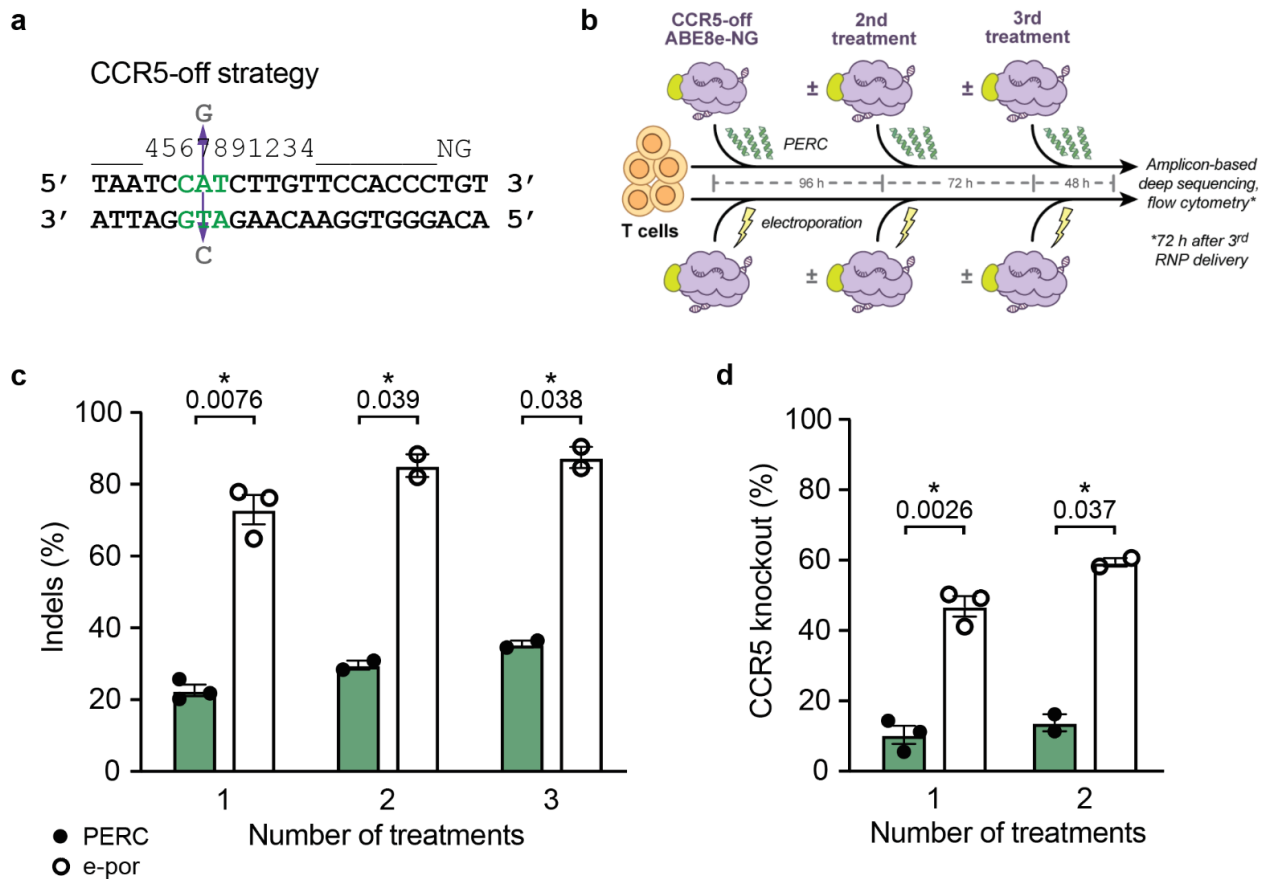 a
CCR5-off strategy
G
____4567891234_______NG
5′ TAATCCATCTTGTTCCACCCTGT 3′
3′ ATTAGGTAGAACAAGGTGGGACA 5′
C
b
CCR5-off
ABE8e-NG
2nd
treatment
3rd
treatment
±
±
PERC
96 h
72 h
48 h
T cells
electroporation
±
±
Amplicon-based
deep sequencing,
flow cytometry*
*72 h after 3rd
RNP delivery
c
Indels (%)
100
80
60
40
20
0
*
0.0076
*
0.039
*
0.038
1
2
3
Number of treatments
PERC
e-por
d
CCR5 knockout (%)
100
80
60
40
20
0
*
0.0026
*
0.037
1
2
Number of treatments